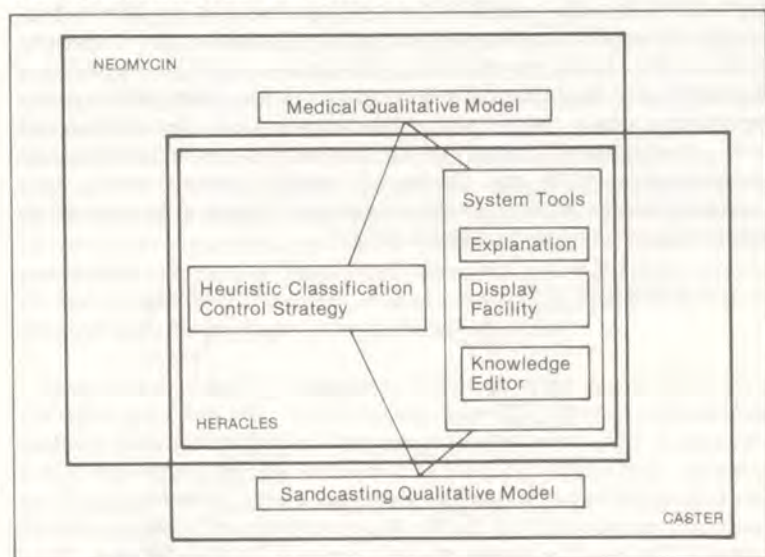 NEOMYCIN
Medical Qualitative Model
System Tools
Explanation
Heuristic Classification
Control Strategy
Display
Facility
Knowledge
Editor
HERACLES
Sandcasting Qualitative Model
CASTER